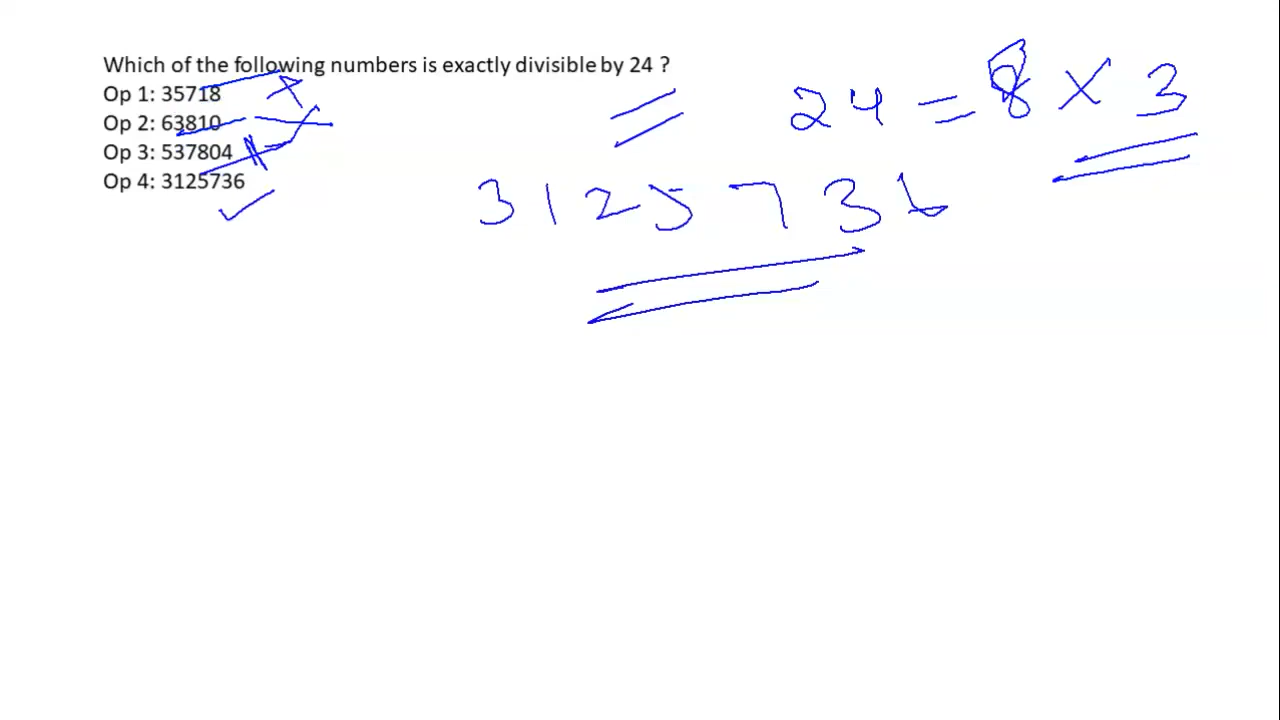 Which of the following numbers is exactly divisible by 24 ?
Op 1: 35718
Op 2: 63810
Op 3: 537804
Op 4: 3125736
24 = 8 × 3
3125736